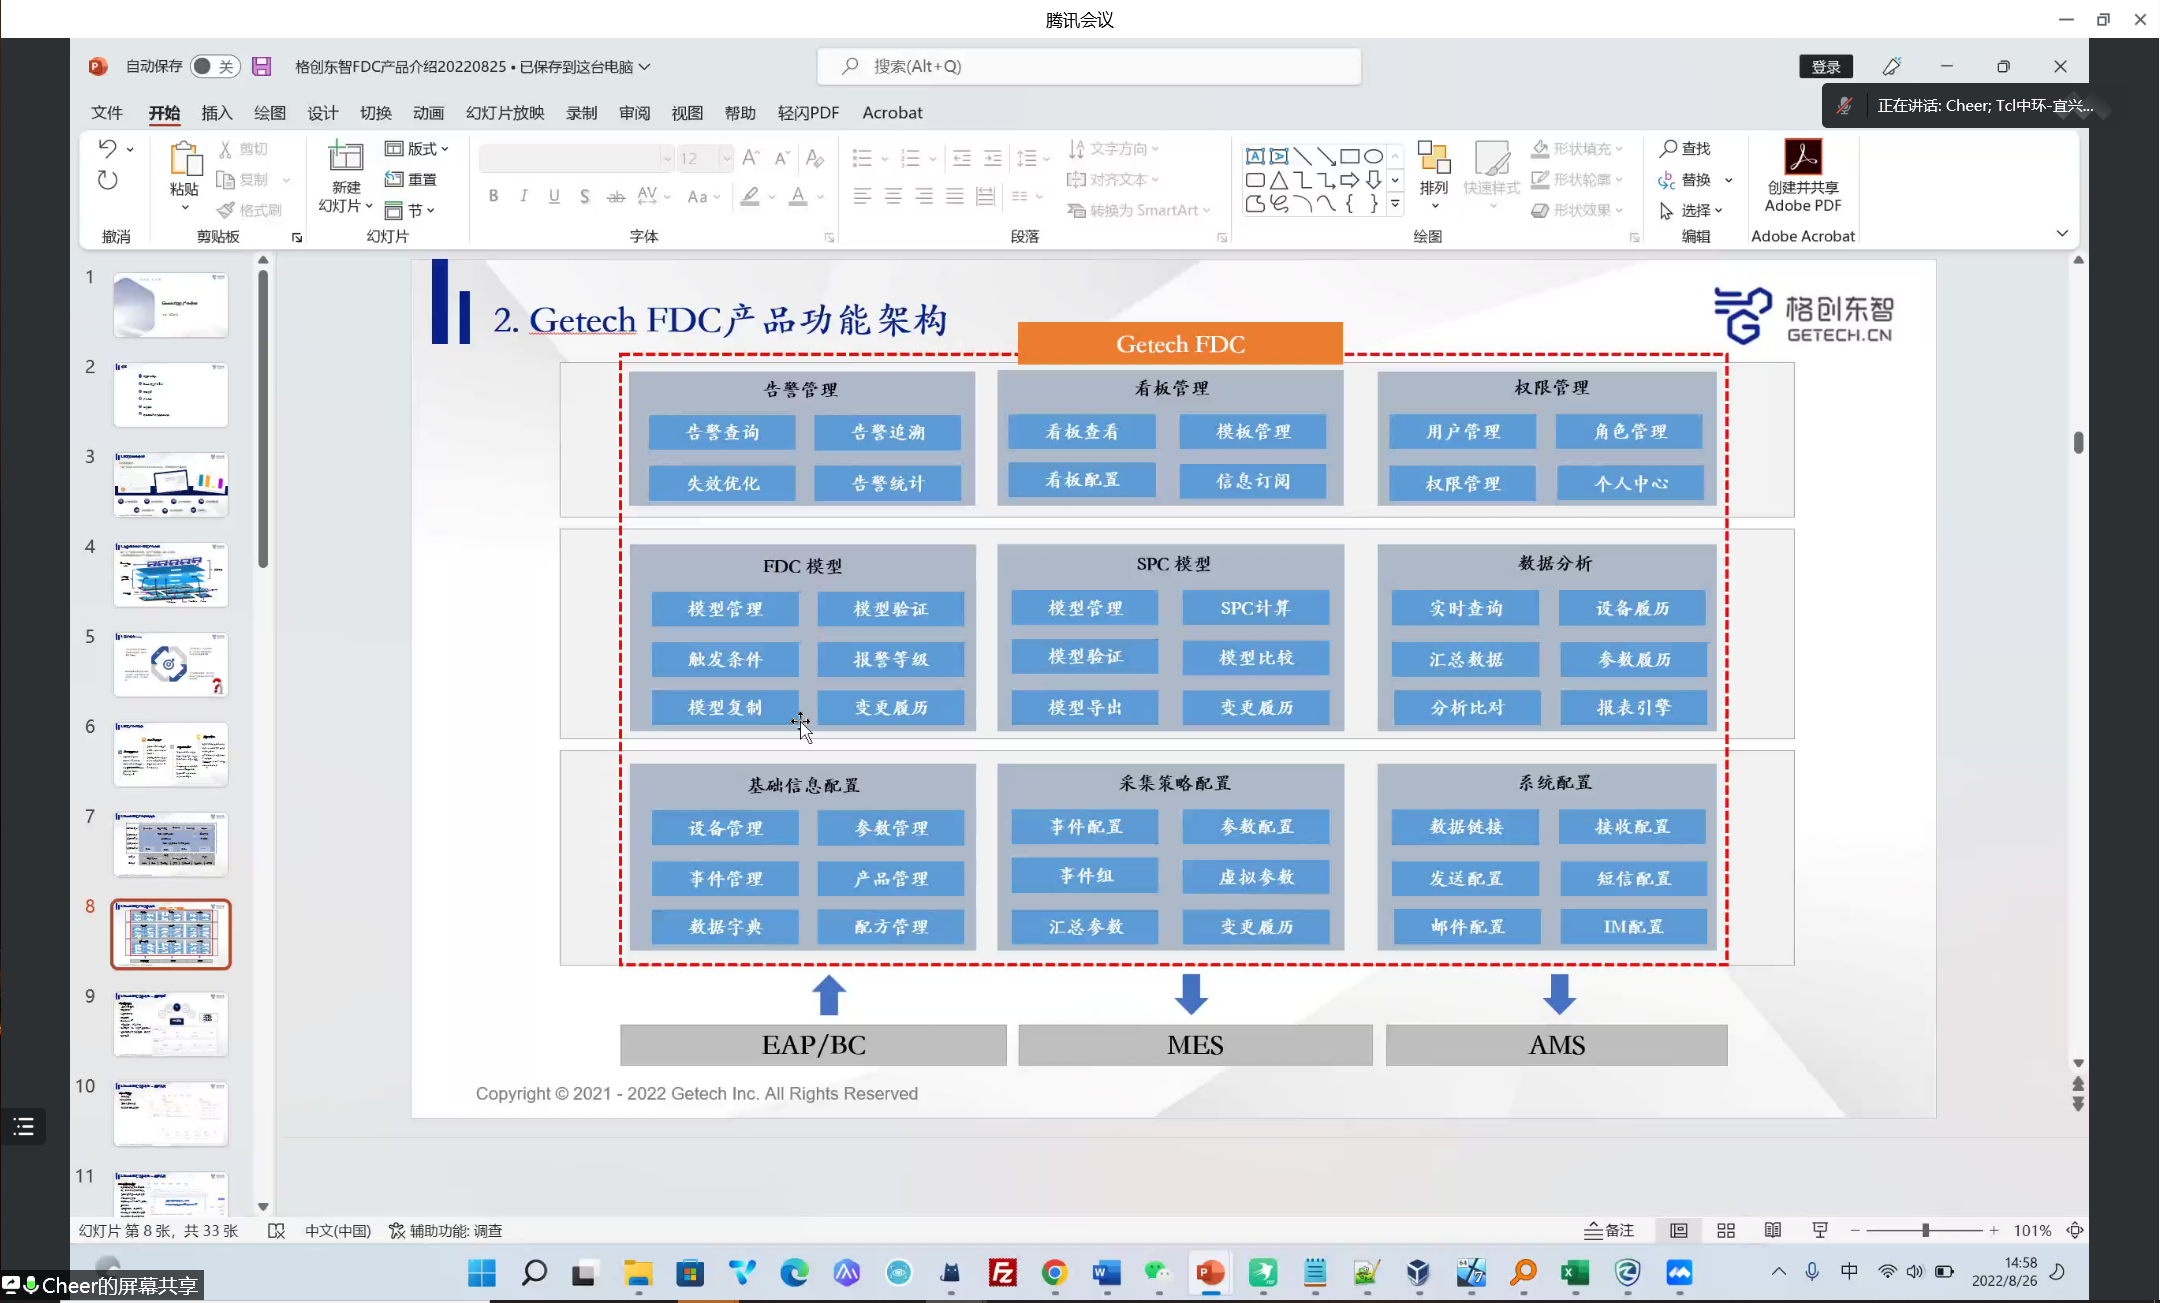 腾讯会议
自动保存 关 格创东智FDC产品介绍20220825 • 已保存到这台电脑
搜索(Alt+Q)
登录
文件 开始 插入 绘图 设计 切换 动画 幻灯片放映 录制 审阅 视图 帮助 轻闪PDF Acrobat
正在讲话: Cheer; Tcl中环-宜兴...
撤消
粘贴
剪切
复制
格式刷
剪贴板
新建
幻灯片
版式
重置
节
幻灯片
12
字体
文字方向
对齐文本
转换为 SmartArt
段落
排列
快速样式
形状填充
形状轮廓
形状效果
绘图
查找
替换
选择
编辑
创建并共享
Adobe PDF
Adobe Acrobat
1
2
3
4
5
6
7
8
9
10
11
2. Getech FDC产品功能架构
格创东智
GETECH.CN
Getech FDC
告警管理
告警查询 告警追溯
失效优化 告警统计
看板管理
看板查看 模板管理
看板配置 信息订阅
权限管理
用户管理 角色管理
权限管理 个人中心
FDC 模型
模型管理 模型验证
触发条件 报警等级
模型复制 变更履历
SPC 模型
模型管理 SPC计算
模型验证 模型比较
模型导出 变更履历
数据分析
实时查询 设备履历
汇总数据 参数履历
分析比对 报表引擎
基础信息配置
设备管理 参数管理
事件管理 产品管理
数据字典 配方管理
采集策略配置
事件配置 参数配置
事件组 虚拟参数
汇总参数 变更履历
系统配置
数据链接 接收配置
发送配置 短信配置
邮件配置 IM配置
EAP/BC MES AMS
Copyright © 2021 - 2022 Getech Inc. All Rights Reserved
幻灯片 第 8 张，共 33 张 中文(中国) 辅助功能: 调查
备注 101%
Cheer的屏幕共享
中
14:58
2022/8/26